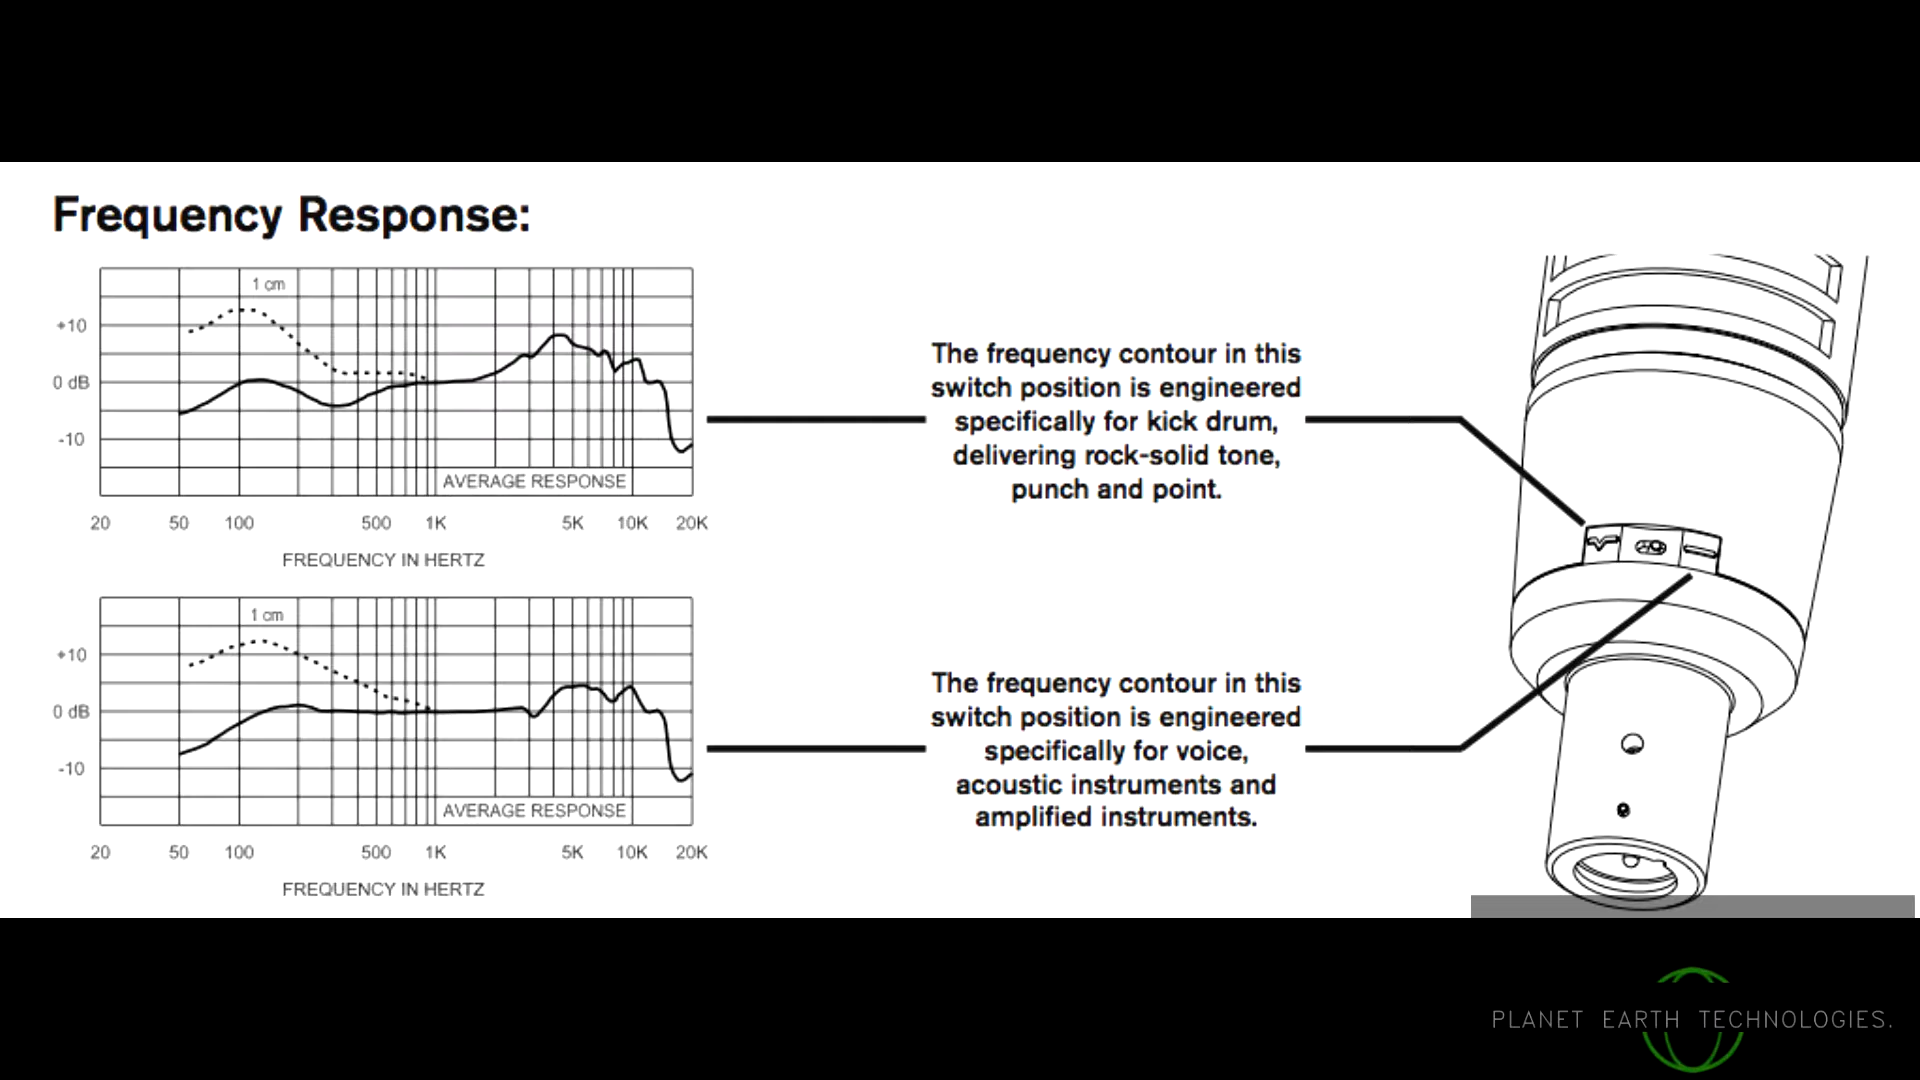 Frequency Response:
1 cm
+10
0 dB
-10
AVERAGE RESPONSE
20 50 100 500 1K 5K 10K 20K
FREQUENCY IN HERTZ
The frequency contour in this
switch position is engineered
specifically for kick drum,
delivering rock-solid tone,
punch and point.
1 cm
+10
0 dB
-10
AVERAGE RESPONSE
20 50 100 500 1K 5K 10K 20K
FREQUENCY IN HERTZ
The frequency contour in this
switch position is engineered
specifically for voice,
acoustic instruments and
amplified instruments.
PLANET EARTH TECHNOLOGIES.